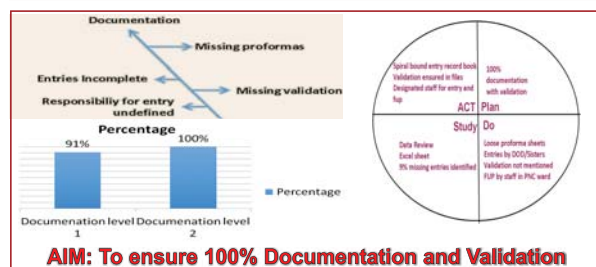 Documentation
Missing proformas
Entries Incomplete
Missing validation
Responsibiliy for entry
undefined
Percentage
91%
100%
Percentage
Documenation level
1
Documenation level
2
Spiral bound entry record book
Validation ensured in files
Designated staff for entry and
fup
ACT
100%
documentation
with validation
Plan
Study
Data Review
Excel sheet
9% missing entries identified
Do
Loose proforma sheets
Entries by DOD/Sisters
Validation not mentioned
FUP by staff in PNC ward
AIM: To ensure 100% Documentation and Validation